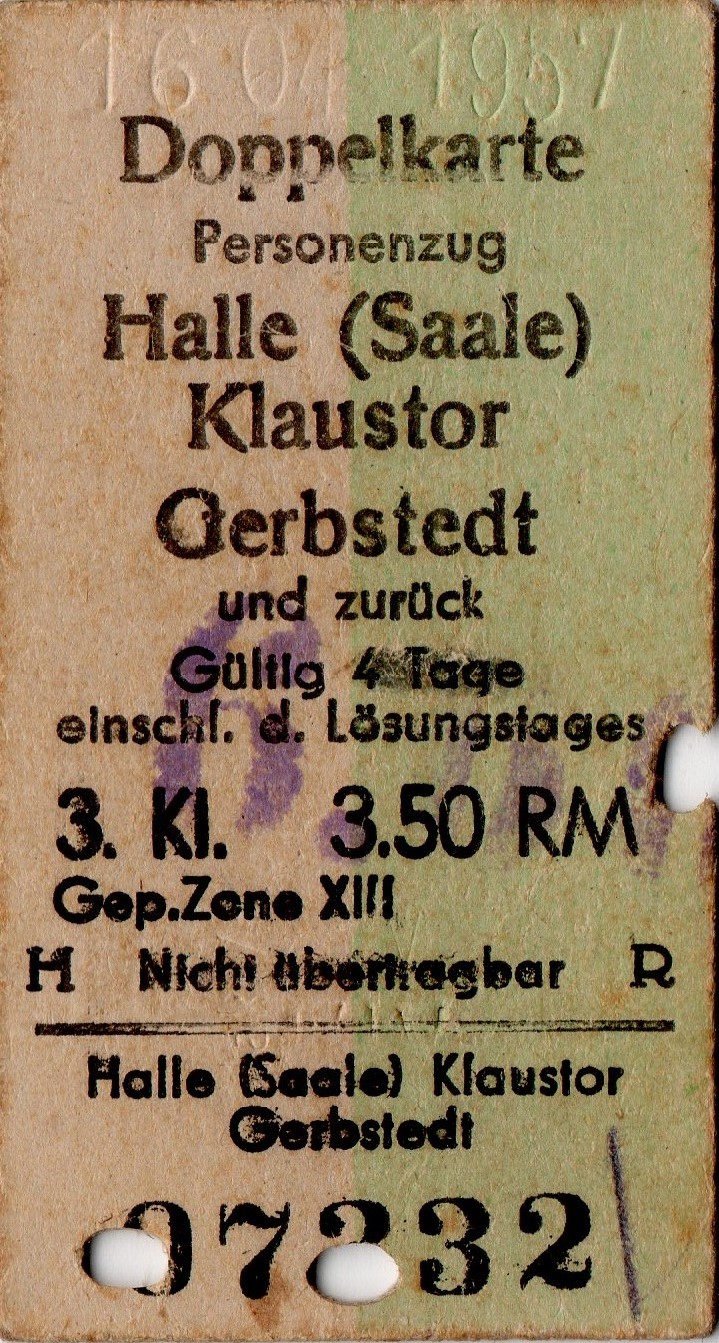 16 04 1957
Doppelkarte
Personenzug
Halle (Saale)
Klaustor
Gerbstedt
und zurück
Gültig 4 Tage
einschl. d. Lösungstages
3. Kl. 3.50 RM
Gep.Zone XIII
H Nicht übertragbar R
Halle (Saale) Klaustor
Gerbstedt
07332